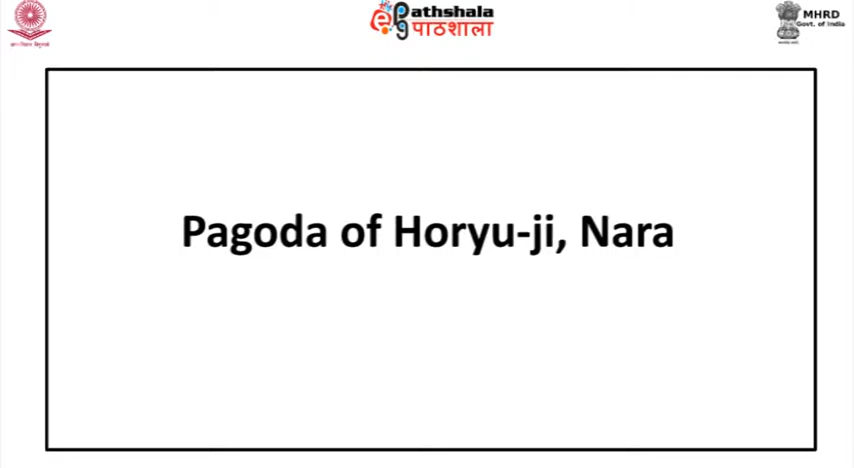 ePathshala
पाठशाला
MHRD
Govt. of India
Pagoda of Horyu-ji, Nara